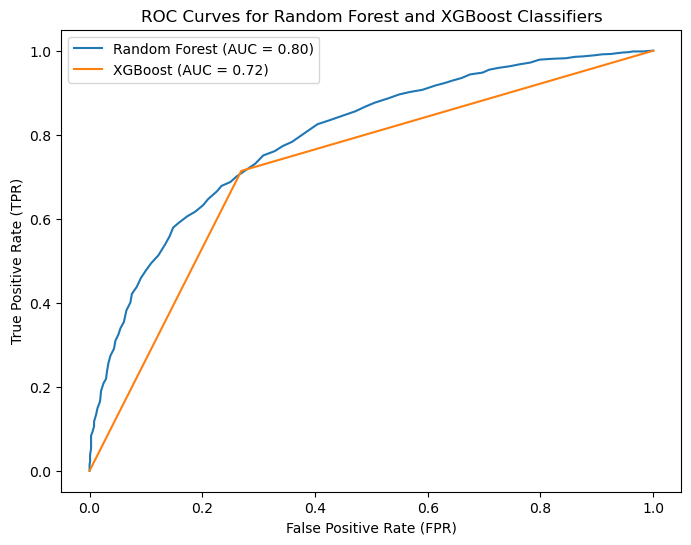 ROC Curves for Random Forest and XGBoost Classifiers
Random Forest (AUC = 0.80)
XGBoost (AUC = 0.72)
True Positive Rate (TPR)
1.0
0.8
0.6
0.4
0.2
0.0
0.0 0.2 0.4 0.6 0.8 1.0
False Positive Rate (FPR)